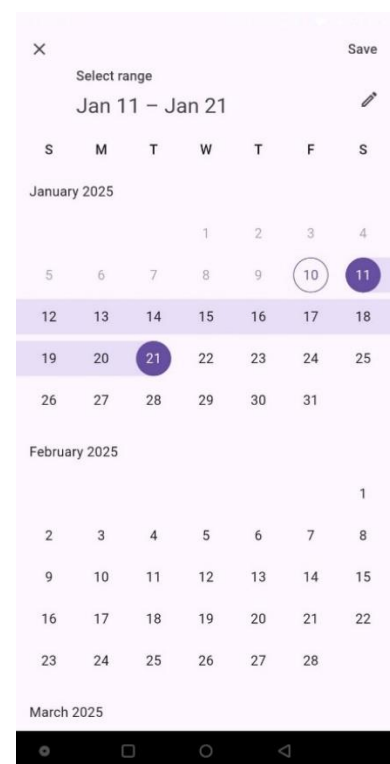 Save
Select range
Jan 11 – Jan 21
S M T W T F S
January 2025
1 2 3 4
5 6 7 8 9 10 11
12 13 14 15 16 17 18
19 20 21 22 23 24 25
26 27 28 29 30 31
February 2025
1
2 3 4 5 6 7 8
9 10 11 12 13 14 15
16 17 18 19 20 21 22
23 24 25 26 27 28
March 2025